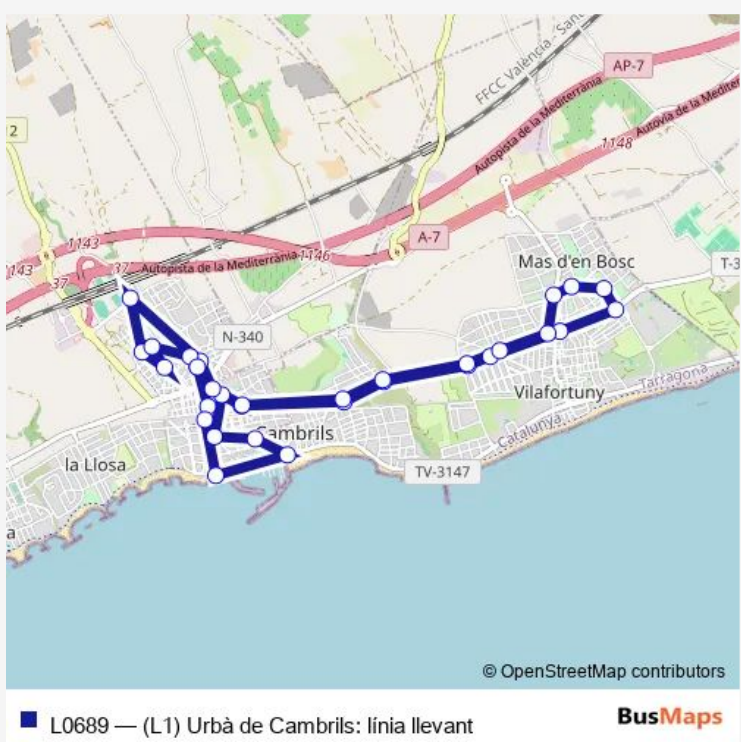 AP-7
FFCC València - San
Autopista de la Mediterrània
Autovia de la Mediter
2
1148
1143
A-7
Mas d'en Bosc
T-3
143
37
37
Autopista de la Mediterrània
1146
N-340
Vilafortuny
Tarragona
Cambrils
Catalunya
la Llosa
TV-3147
a
© OpenStreetMap contributors
L0689 — (L1) Urbà de Cambrils: línia llevant
BusMaps